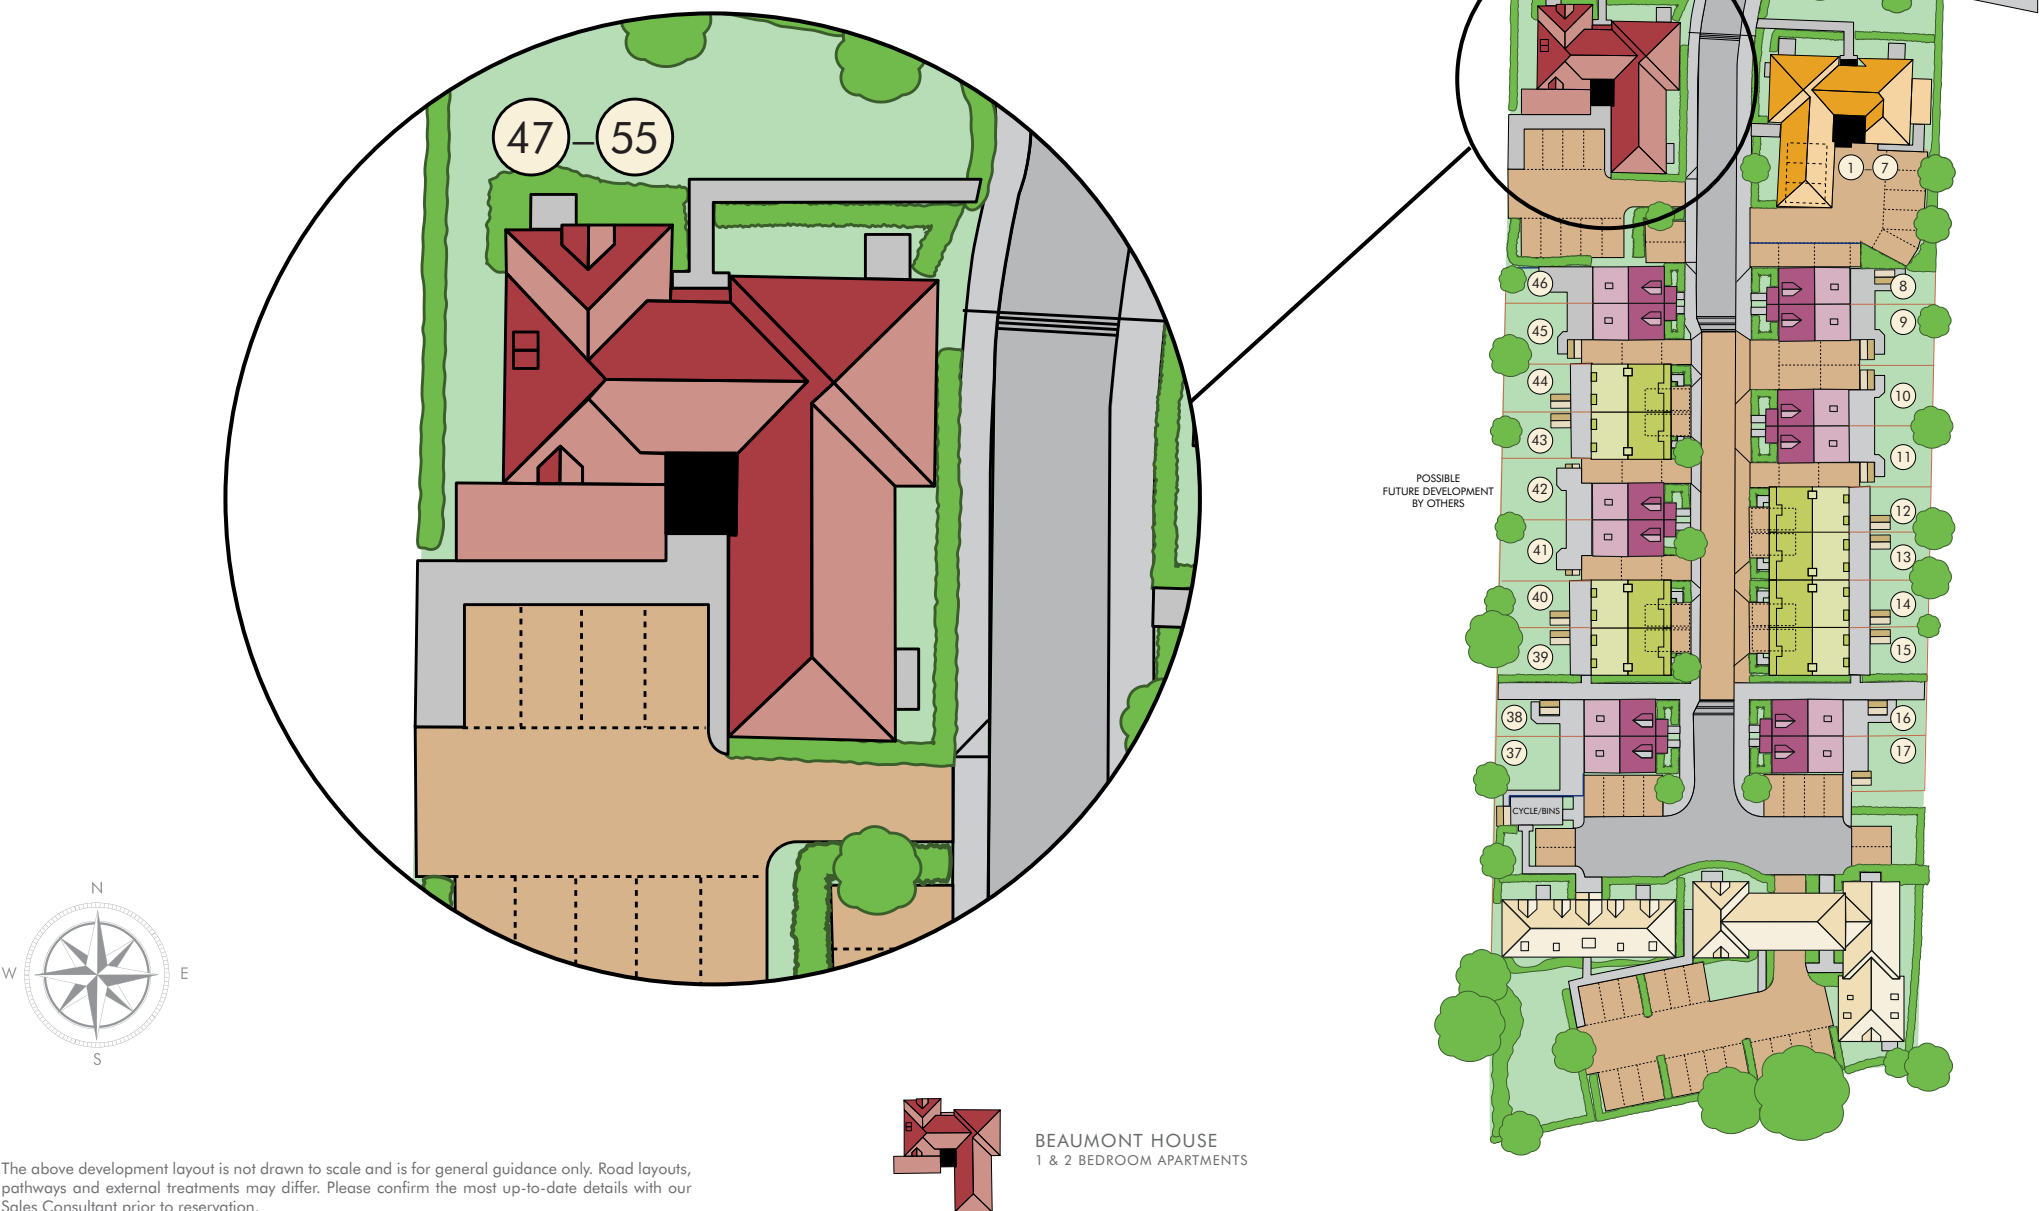 47 – 55
1 – 7
46
8
45
9
44
10
43
11
POSSIBLE
FUTURE DEVELOPMENT
BY OTHERS
42
12
41
13
40
14
39
15
38
16
37
17
CYCLE/BINS
N
W
E
S
BEAUMONT HOUSE
1 & 2 BEDROOM APARTMENTS
The above development layout is not drawn to scale and is for general guidance only. Road layouts,
pathways and external treatments may differ. Please confirm the most up-to-date details with our
Sales Consultant prior to reservation.